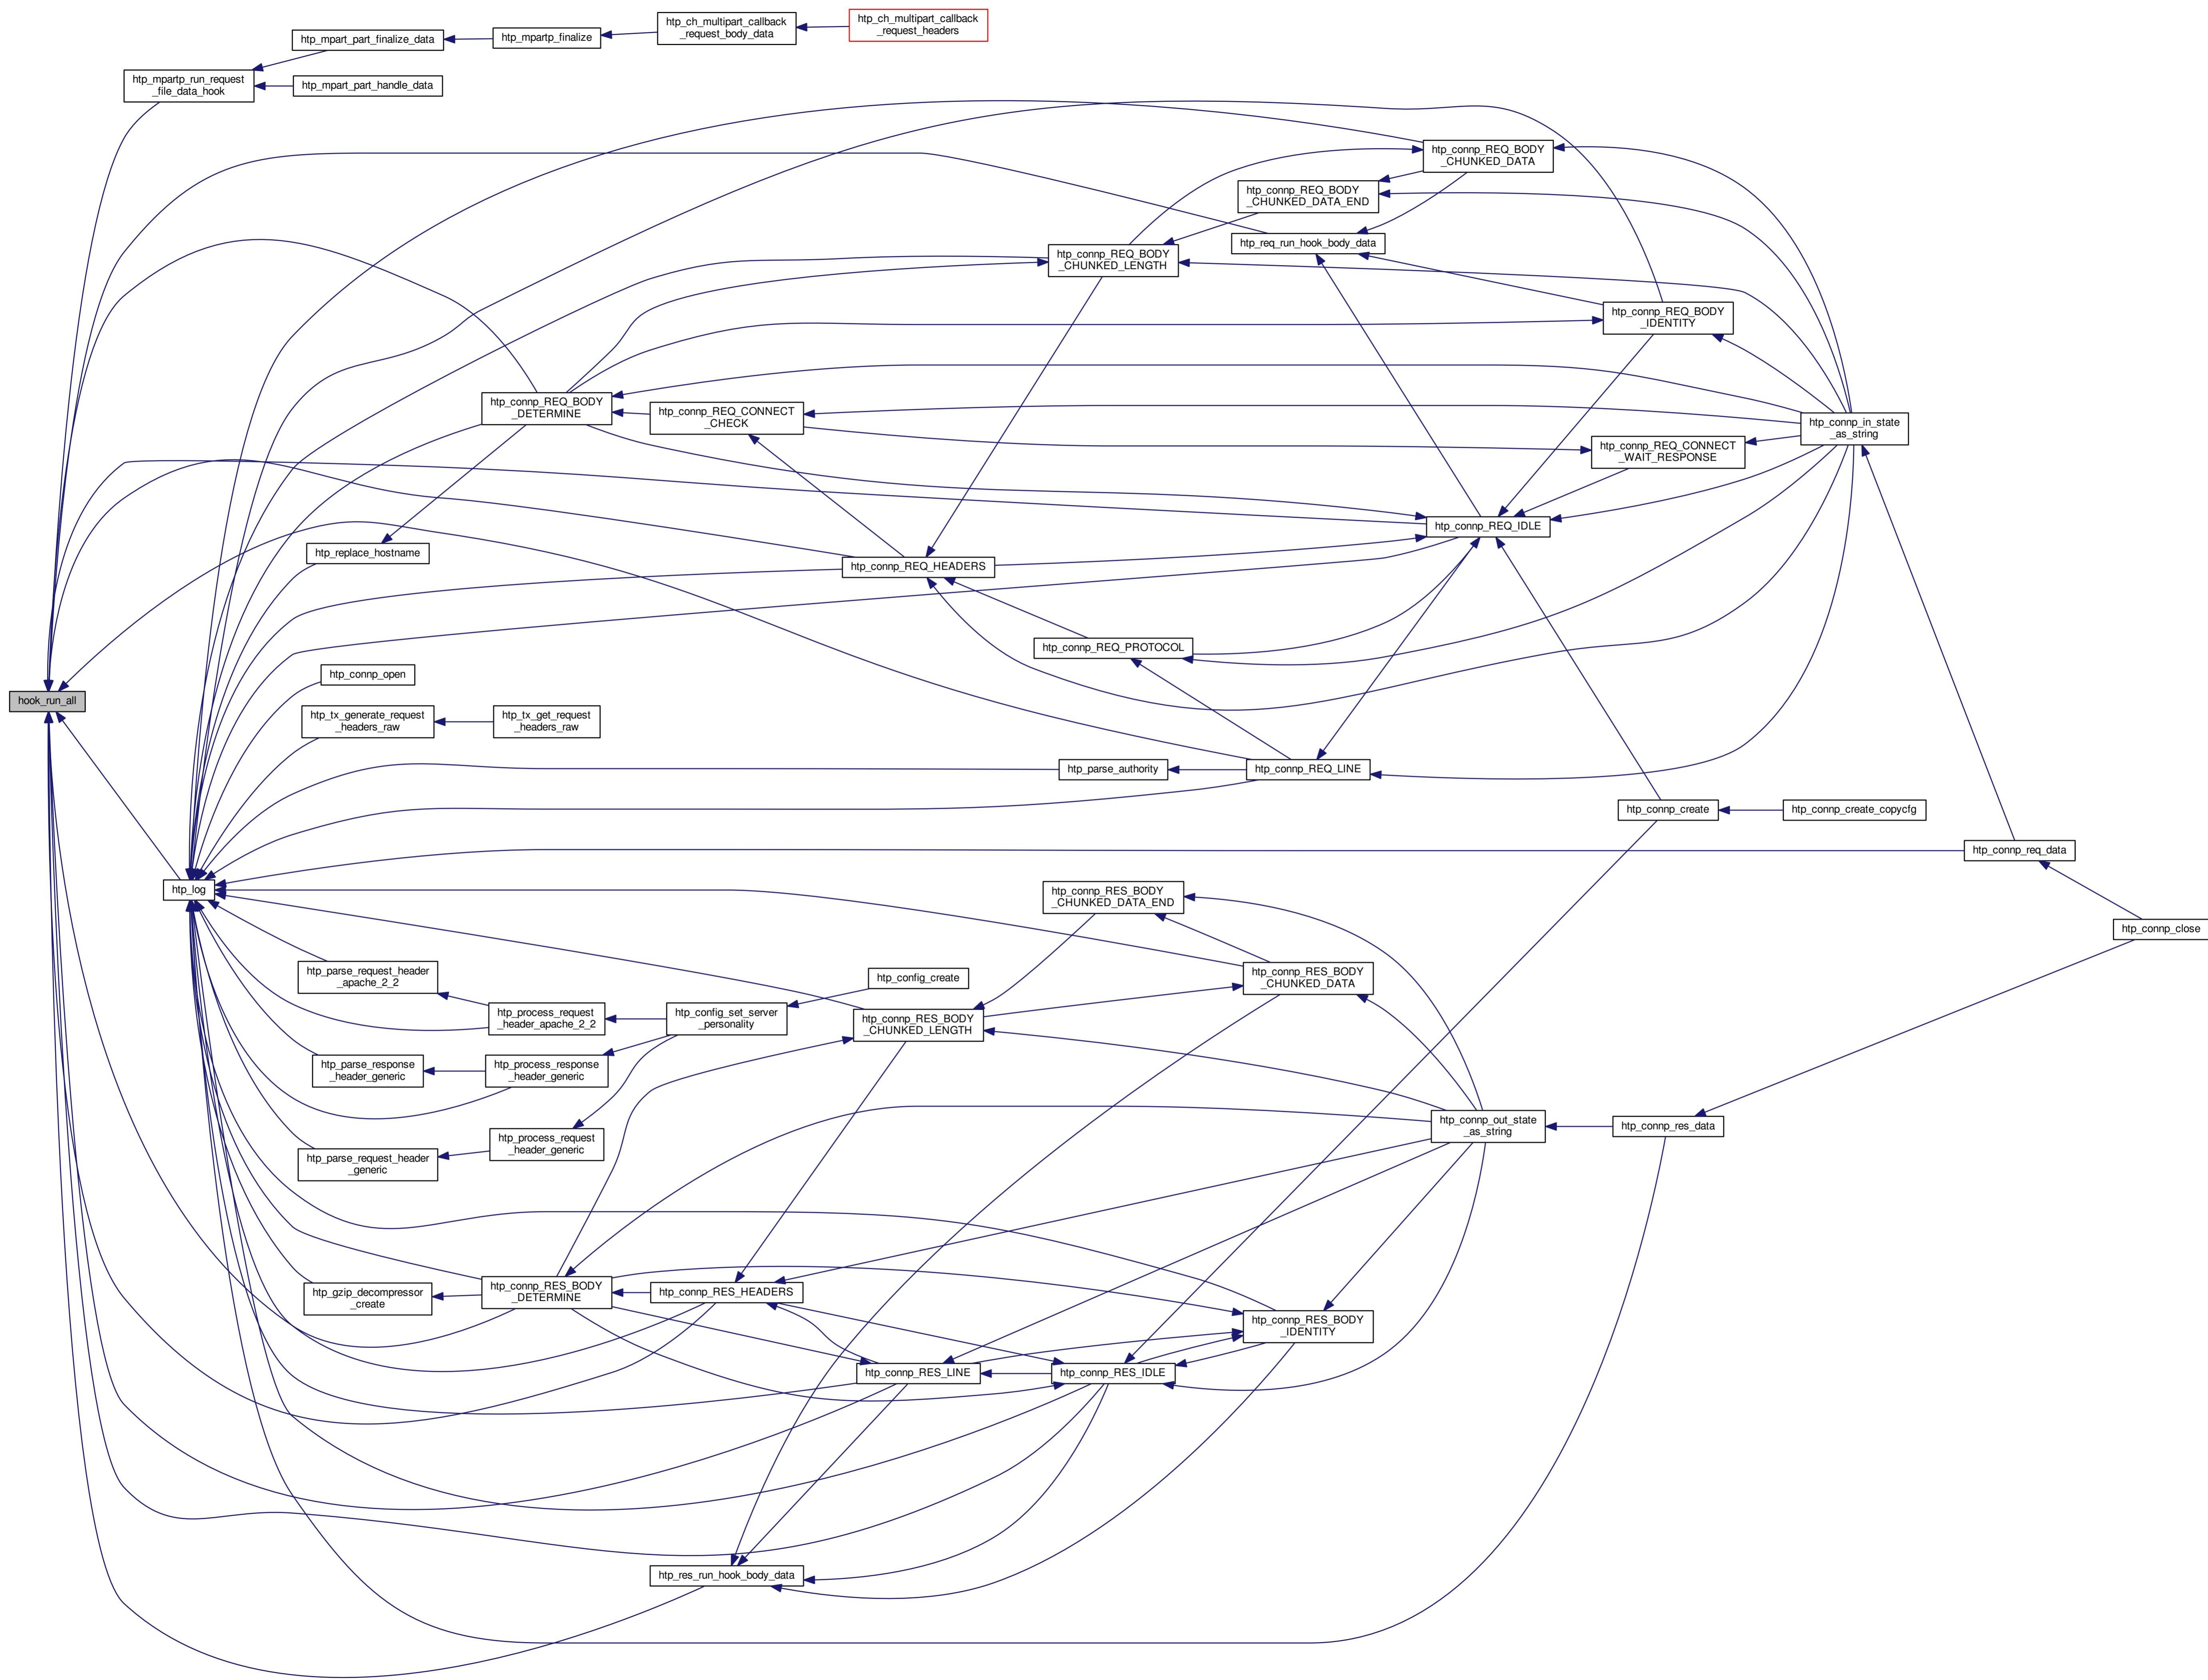 htp_ch_multipart_callback
_request_body_data
htp_ch_multipart_callback
_request_headers
htp_mpart_part_finalize_data
htp_mpartp_finalize
htp_mpartp_run_request
_file_data_hook
htp_mpart_part_handle_data
htp_connp_REQ_BODY
_CHUNKED_DATA
htp_connp_REQ_BODY
_CHUNKED_DATA_END
htp_req_run_hook_body_data
htp_connp_REQ_BODY
_CHUNKED_LENGTH
htp_connp_REQ_BODY
_IDENTITY
htp_connp_REQ_BODY
_DETERMINE
htp_connp_REQ_CONNECT
_CHECK
htp_connp_in_state
_as_string
htp_connp_REQ_CONNECT
_WAIT_RESPONSE
htp_connp_REQ_IDLE
htp_replace_hostname
htp_connp_REQ_HEADERS
htp_connp_REQ_PROTOCOL
htp_connp_open
hook_run_all
htp_tx_generate_request
_headers_raw
htp_tx_get_request
_headers_raw
htp_parse_authority
htp_connp_REQ_LINE
htp_connp_create
htp_connp_create_copycfg
htp_connp_req_data
htp_log
htp_connp_RES_BODY
_CHUNKED_DATA_END
htp_connp_close
htp_parse_request_header
_apache_2_2
htp_config_create
htp_connp_RES_BODY
_CHUNKED_DATA
htp_process_request
_header_apache_2_2
htp_config_set_server
_personality
htp_connp_RES_BODY
_CHUNKED_LENGTH
htp_parse_response
_header_generic
htp_process_response
_header_generic
htp_connp_out_state
_as_string
htp_connp_res_data
htp_process_request
_header_generic
htp_parse_request_header
_generic
htp_gzip_decompressor
_create
htp_connp_RES_BODY
_DETERMINE
htp_connp_RES_HEADERS
htp_connp_RES_BODY
_IDENTITY
htp_connp_RES_LINE
htp_connp_RES_IDLE
htp_res_run_hook_body_data